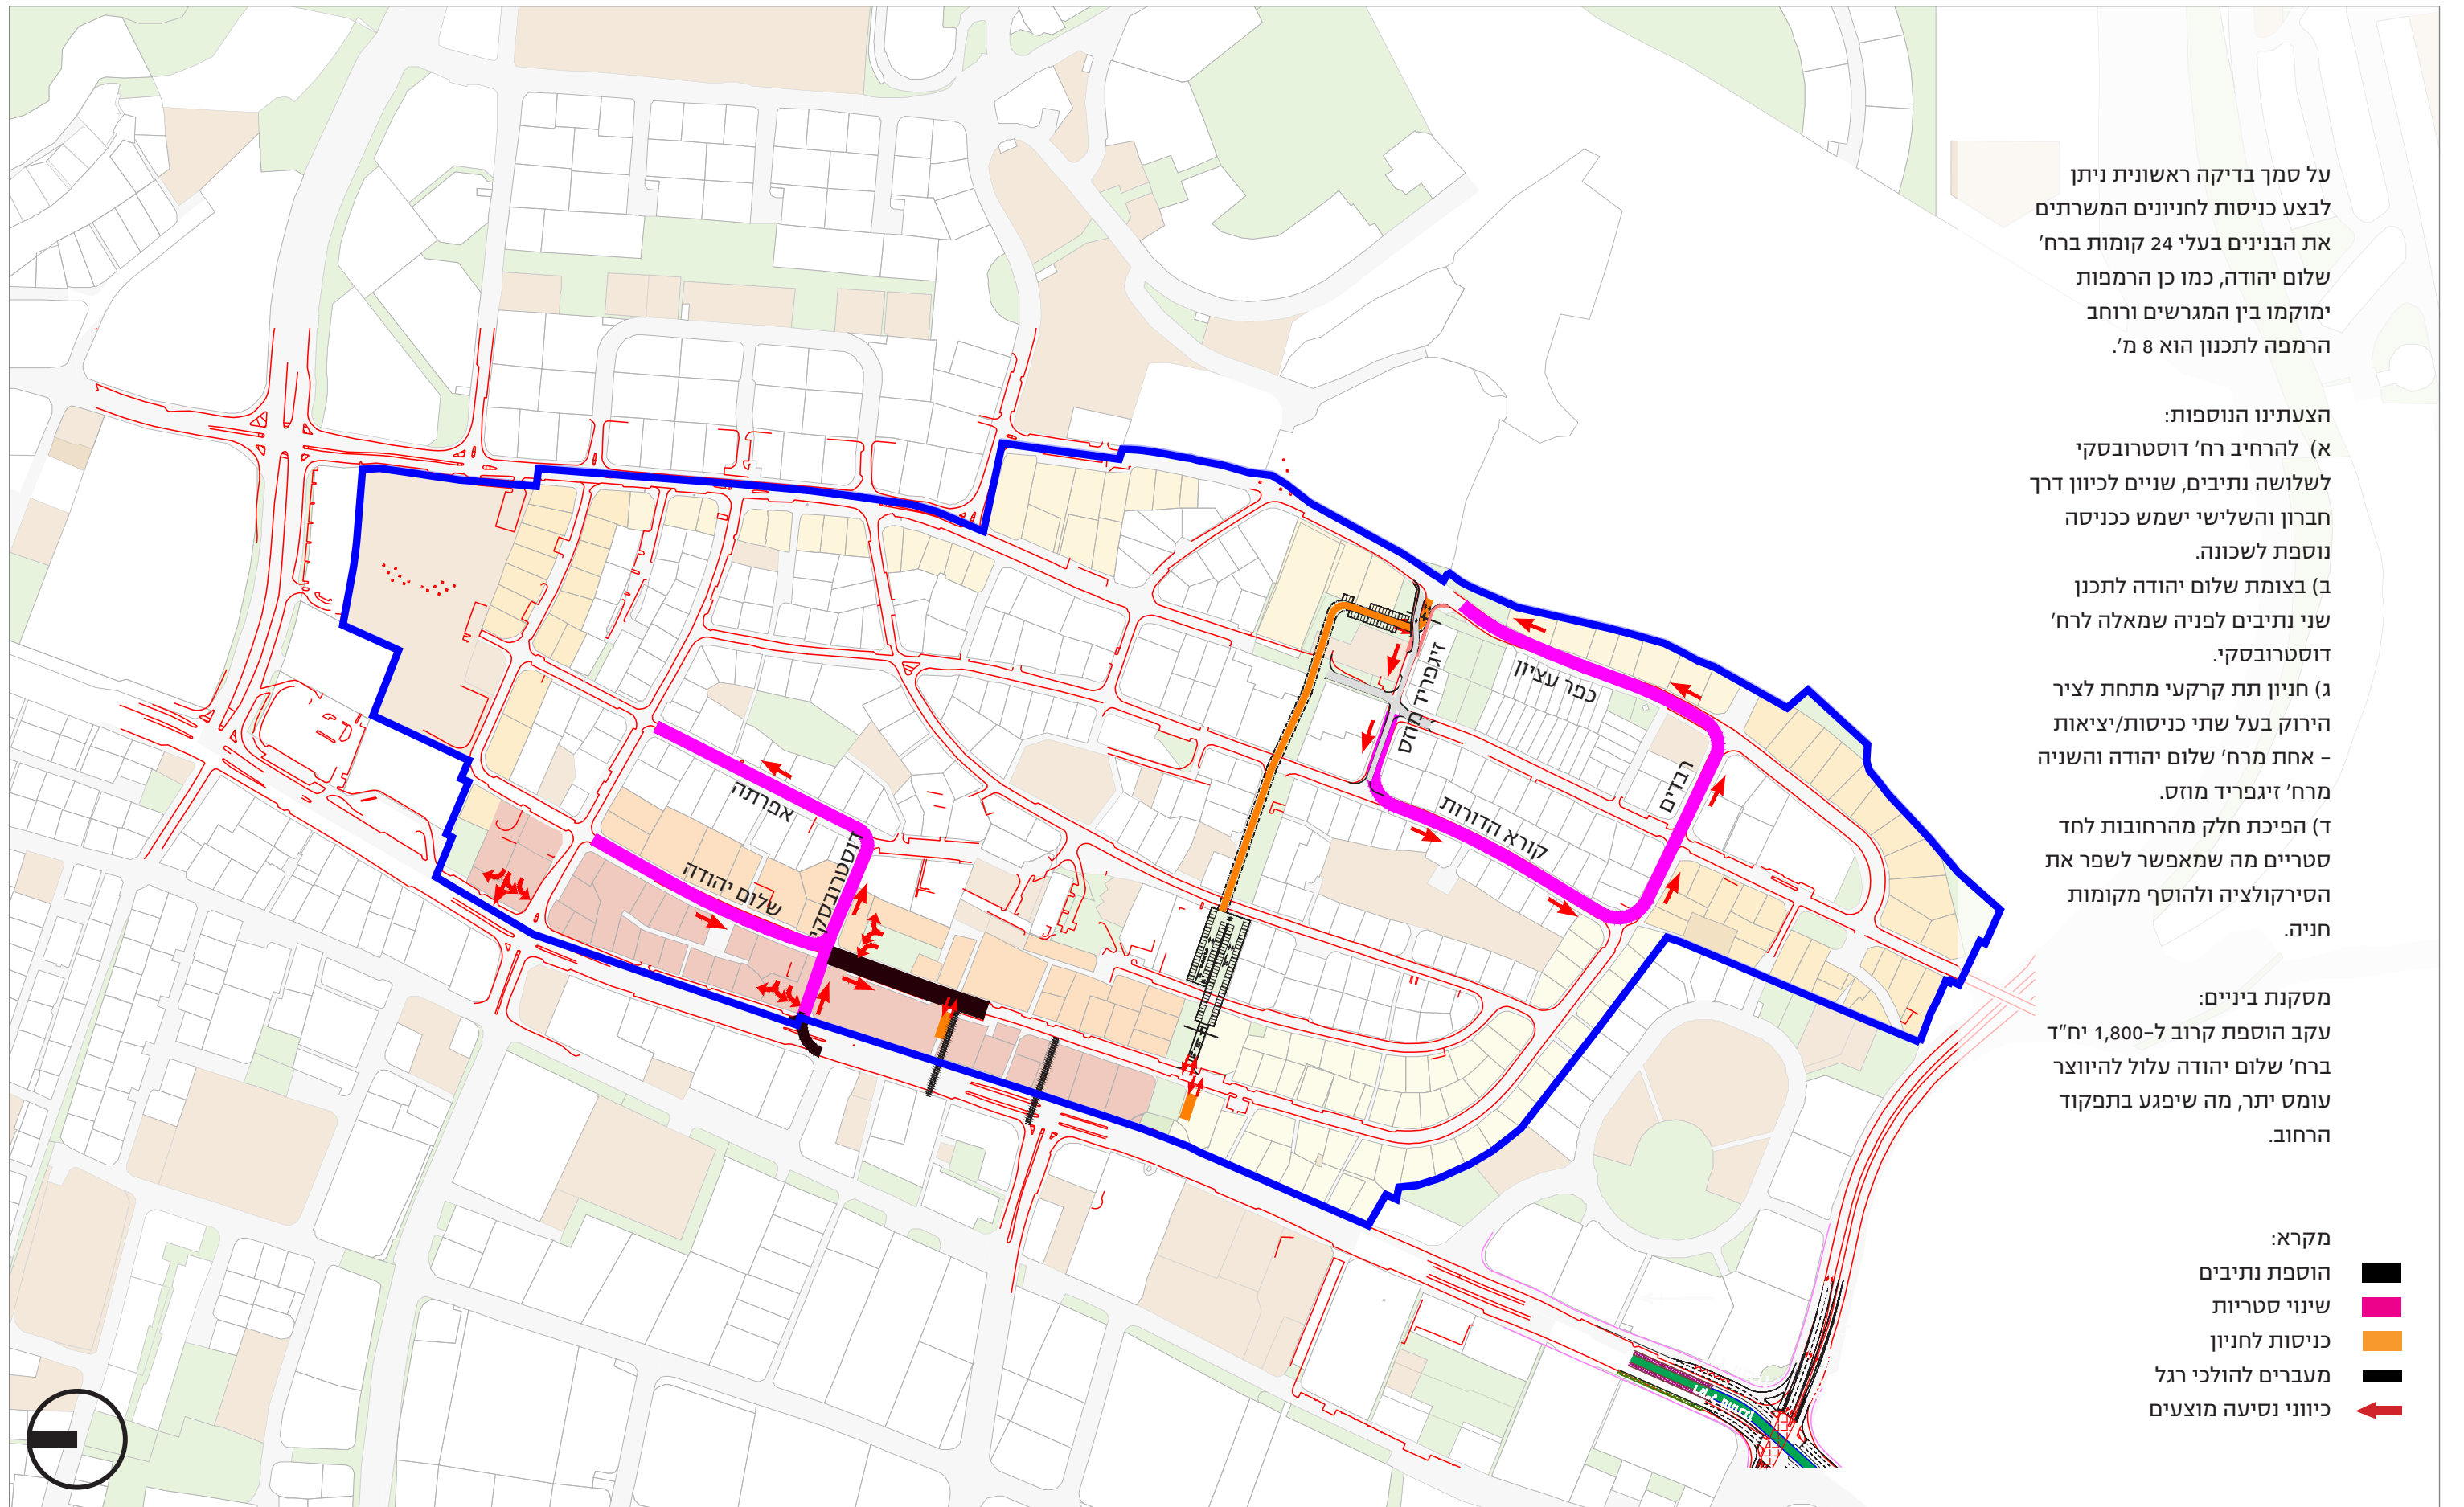 על סמך בדיקה ראשונית ניתן
לבצע כניסות לחניונים המשרתים
את הבנינים בעלי 24 קומות ברח'
שלום יהודה, כמו כן הרמפות
ימוקמו בין המגרשים ורוחב
הרמפה לתכנון הוא 8 מ'.
הצעתינו הנוספות:
א) להרחיב רח' דוסטרובסקי
לשלושה נתיבים, שניים לכיוון דרך
חברון והשלישי ישמש ככניסה
נוספת לשכונה.
ב) בצומת שלום יהודה לתכנן
שני נתיבים לפניה שמאלה לרח'
דוסטרובסקי.
ג) חניון תת קרקעי מתחת לציר
הירוק בעל שתי כניסות/יציאות
– אחת מרח' שלום יהודה והשניה
מרח' זיגפריד מוזס.
ד) הפיכת חלק מהרחובות לחד
סטריים מה שמאפשר לשפר את
הסירקולציה ולהוסף מקומות
חניה.
מסקנת ביניים:
עקב הוספת קרוב ל–1,800 יח"ד
ברח' שלום יהודה עלול להיווצר
עומס יתר, מה שיפגע בתפקוד
הרחוב.
מקרא:
הוספת נתיבים
שינוי סטריות
כניסות לחניון
מעברים להולכי רגל
כיווני נסיעה מוצעים
כפר עציון
זיגפריד מוזס
רבדים
קורא הדורות
אפרתה
דוסטרובסקי
שלום יהודה